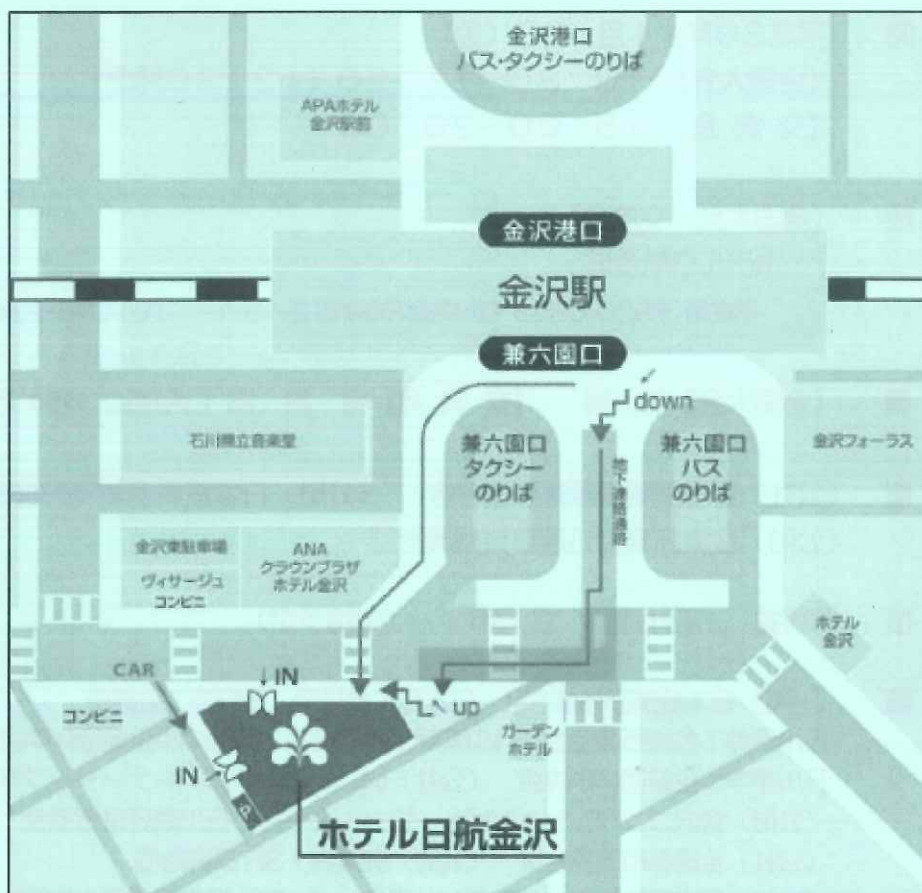 金沢港口
バス・タクシーのりば
APAホテル
金沢駅前
金沢港口
金沢駅
兼六園口
down
石川県立音楽堂
兼六園口
タクシー
のりば
地下連絡通路
兼六園口
バス
のりば
金沢フォーラス
金沢東駐車場
ANA
クラウンプラザ
ホテル金沢
ヴィサージュ
コンビニ
ホテル
金沢
CAR
IN
コンビニ
up
ガーデン
ホテル
IN
P
ホテル日航金沢